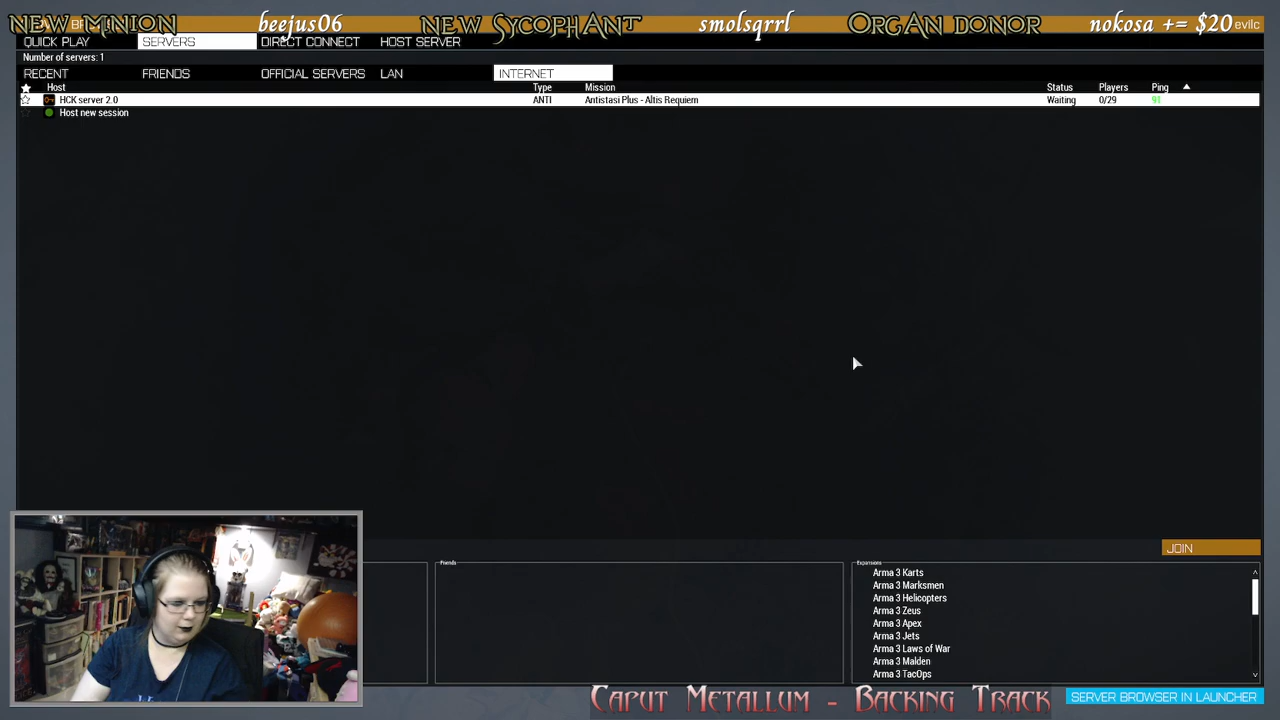 NEW MINION beejus06 NEW SYCOPHANT smolsqrrl ORGAN DONOR nokosa += $20 evilc
QUICK PLAY SERVERS DIRECT CONNECT HOST SERVER
Number of servers: 1
RECENT FRIENDS OFFICIAL SERVERS LAN INTERNET
Host Type Mission Status Players Ping
HCK server 2.0 ANTI Antistasi Plus - Altis Requiem Waiting 0/29 91
Host new session
JOIN
Friends
Expansions
Arma 3 Karts
Arma 3 Marksmen
Arma 3 Helicopters
Arma 3 Zeus
Arma 3 Apex
Arma 3 Jets
Arma 3 Laws of War
Arma 3 Malden
Arma 3 TacOps
CAPUT METALLUM - BACKING TRACK
SERVER BROWSER IN LAUNCHER